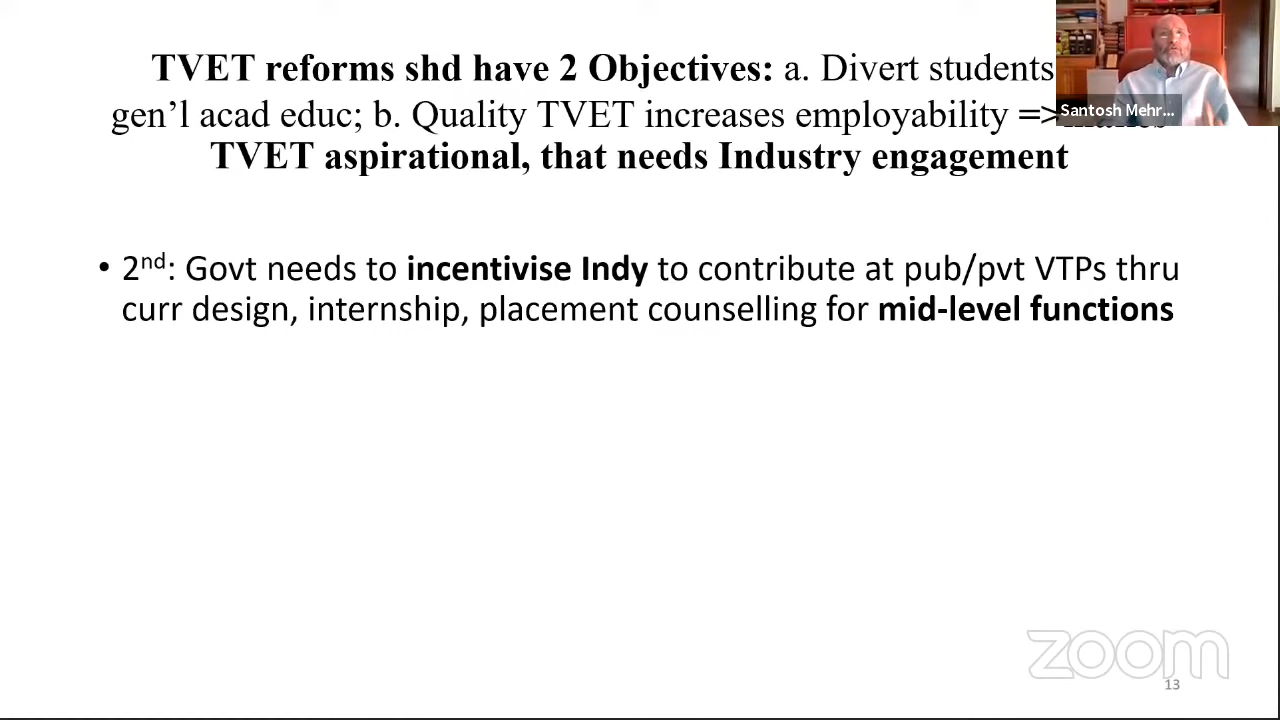 TVET reforms shd have 2 Objectives: a. Divert students
gen'l acad educ; b. Quality TVET increases employability =>
TVET aspirational, that needs Industry engagement
Santosh Mehr...
• 2nd: Govt needs to incentivise Indy to contribute at pub/pvt VTPs thru
curr design, internship, placement counselling for mid-level functions
zoom
13